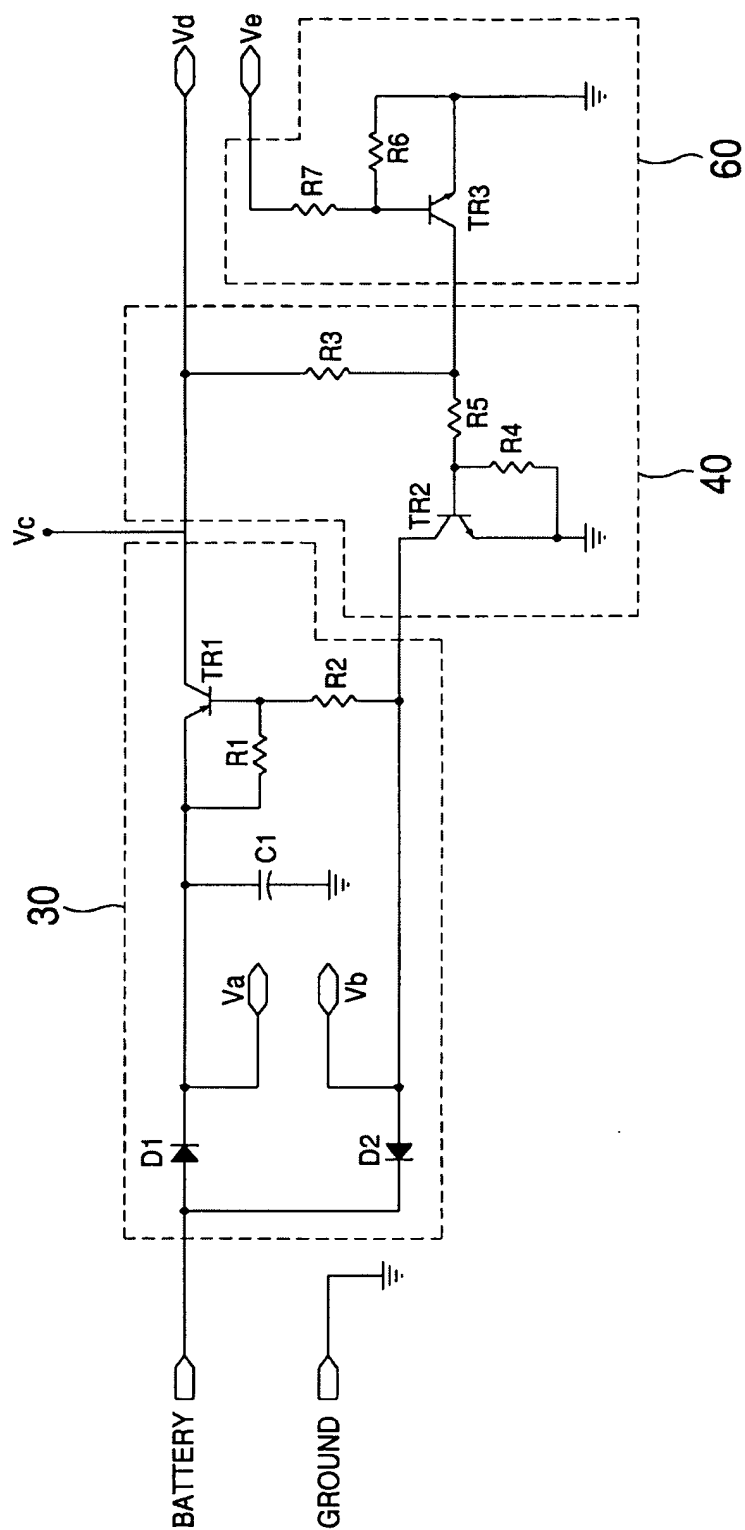 BATTERY
GROUND
30
D1
D2
Va
Vb
C1
R1
R2
TR1
Vc
TR2
R3
R5
R4
40
R7
R6
TR3
Vd
Ve
60